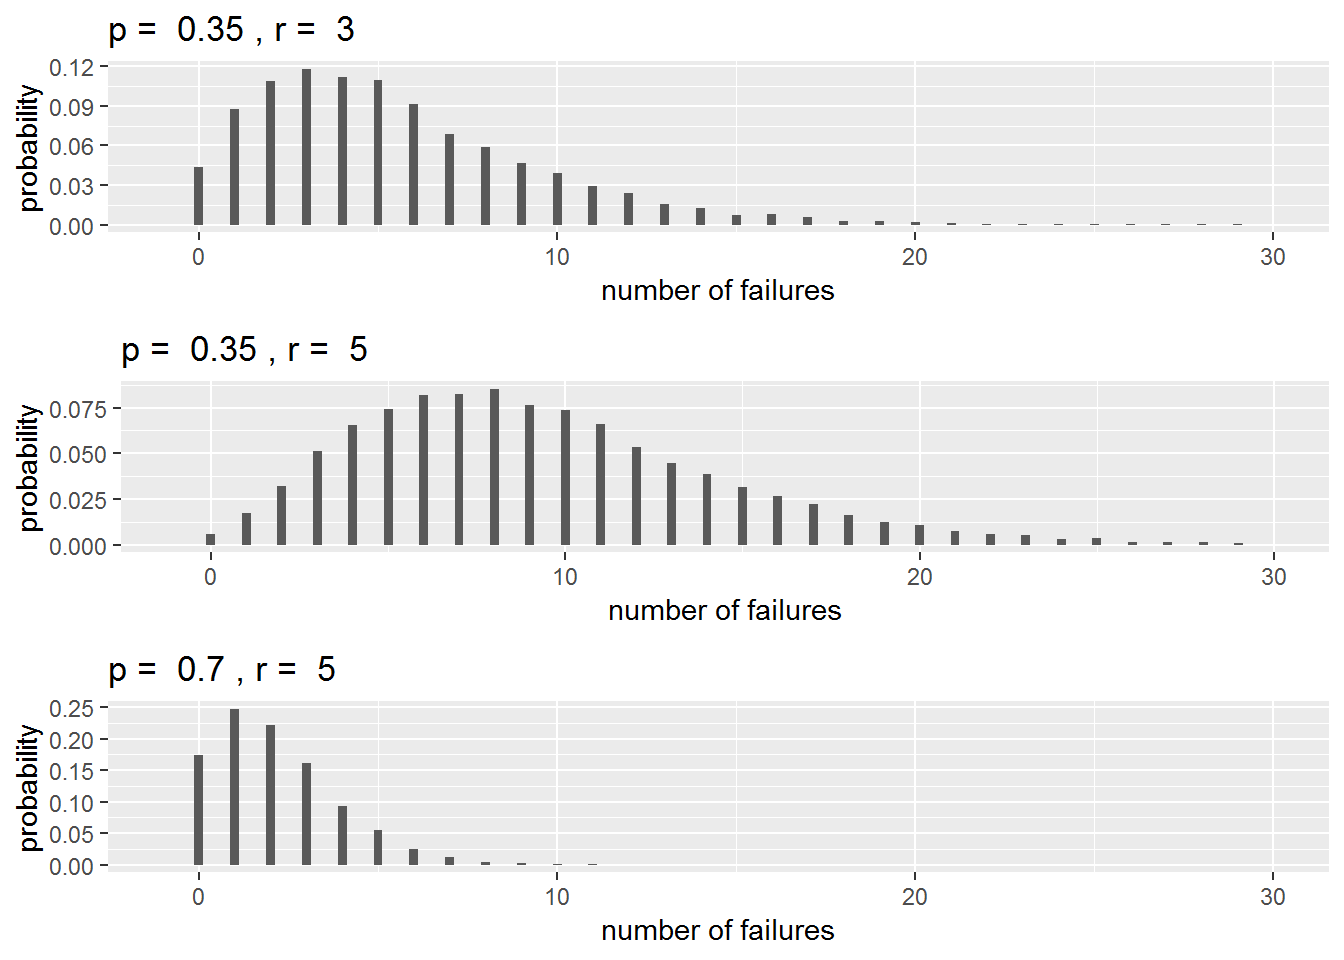 p =  0.35 , r =  3
probability
0.12
0.09
0.06
0.03
0.00
0 10 20 30
number of failures
p =  0.35 , r =  5
probability
0.075
0.050
0.025
0.000
0 10 20 30
number of failures
p =  0.7 , r =  5
probability
0.25
0.20
0.15
0.10
0.05
0.00
0 10 20 30
number of failures